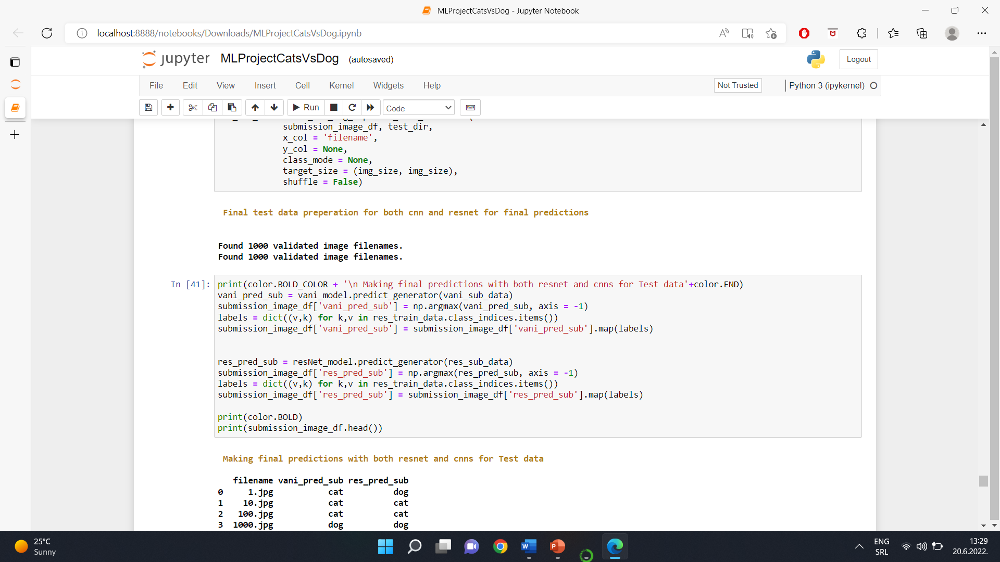 MLProjectCatsVsDog - Jupyter Notebook
localhost:8888/notebooks/Downloads/MLProjectCatsVsDog.ipynb
jupyter MLProjectCatsVsDog (autosaved)
Logout
File Edit View Insert Cell Kernel Widgets Help
Not Trusted
Python 3 (ipykernel)
Run
Code
submission_image_df, test_dir,
x_col = 'filename',
y_col = None,
class_mode = None,
target_size = (img_size, img_size),
shuffle = False)
Final test data preperation for both cnn and resnet for final predictions
Found 1000 validated image filenames.
Found 1000 validated image filenames.
In [41]:
print(color.BOLD_COLOR + '\n Making final predictions with both resnet and cnns for Test data'+color.END)
vani_pred_sub = vani_model.predict_generator(vani_sub_data)
submission_image_df['vani_pred_sub'] = np.argmax(vani_pred_sub, axis = -1)
labels = dict((v,k) for k,v in res_train_data.class_indices.items())
submission_image_df['vani_pred_sub'] = submission_image_df['vani_pred_sub'].map(labels)
res_pred_sub = resNet_model.predict_generator(res_sub_data)
submission_image_df['res_pred_sub'] = np.argmax(res_pred_sub, axis = -1)
labels = dict((v,k) for k,v in res_train_data.class_indices.items())
submission_image_df['res_pred_sub'] = submission_image_df['res_pred_sub'].map(labels)
print(color.BOLD)
print(submission_image_df.head())
Making final predictions with both resnet and cnns for Test data
filename vani_pred_sub res_pred_sub
0 1.jpg cat dog
1 10.jpg cat cat
2 100.jpg cat cat
3 1000.jpg dog dog
25°C
Sunny
ENG
SRL
13:29
20.6.2022.